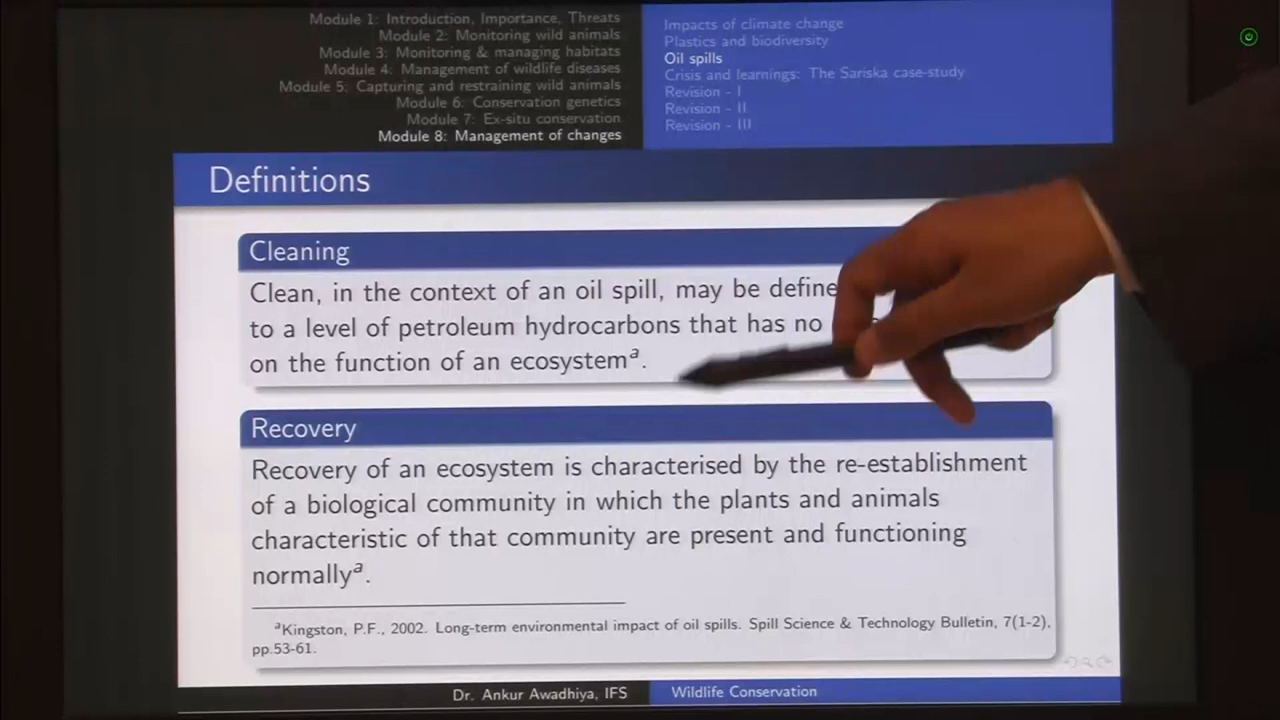 Module 1: Introduction, Importance, Threats
Module 2: Monitoring wild animals
Module 3: Monitoring & managing habitats
Module 4: Management of wildlife diseases
Module 5: Capturing and restraining wild animals
Module 6: Conservation genetics
Module 7: Ex-situ conservation
Module 8: Management of changes
Impacts of climate change
Plastics and biodiversity
Oil spills
Crisis and learnings: The Sariska case-study
Revision - I
Revision - II
Revision - III
Definitions
Cleaning
Clean, in the context of an oil spill, may be define
to a level of petroleum hydrocarbons that has no
on the function of an ecosystemᵃ.
Recovery
Recovery of an ecosystem is characterised by the re-establishment
of a biological community in which the plants and animals
characteristic of that community are present and functioning
normallyᵃ.
ᵃKingston, P.F., 2002. Long-term environmental impact of oil spills. Spill Science & Technology Bulletin, 7(1-2),
pp.53-61.
Dr. Ankur Awadhiya, IFS
Wildlife Conservation